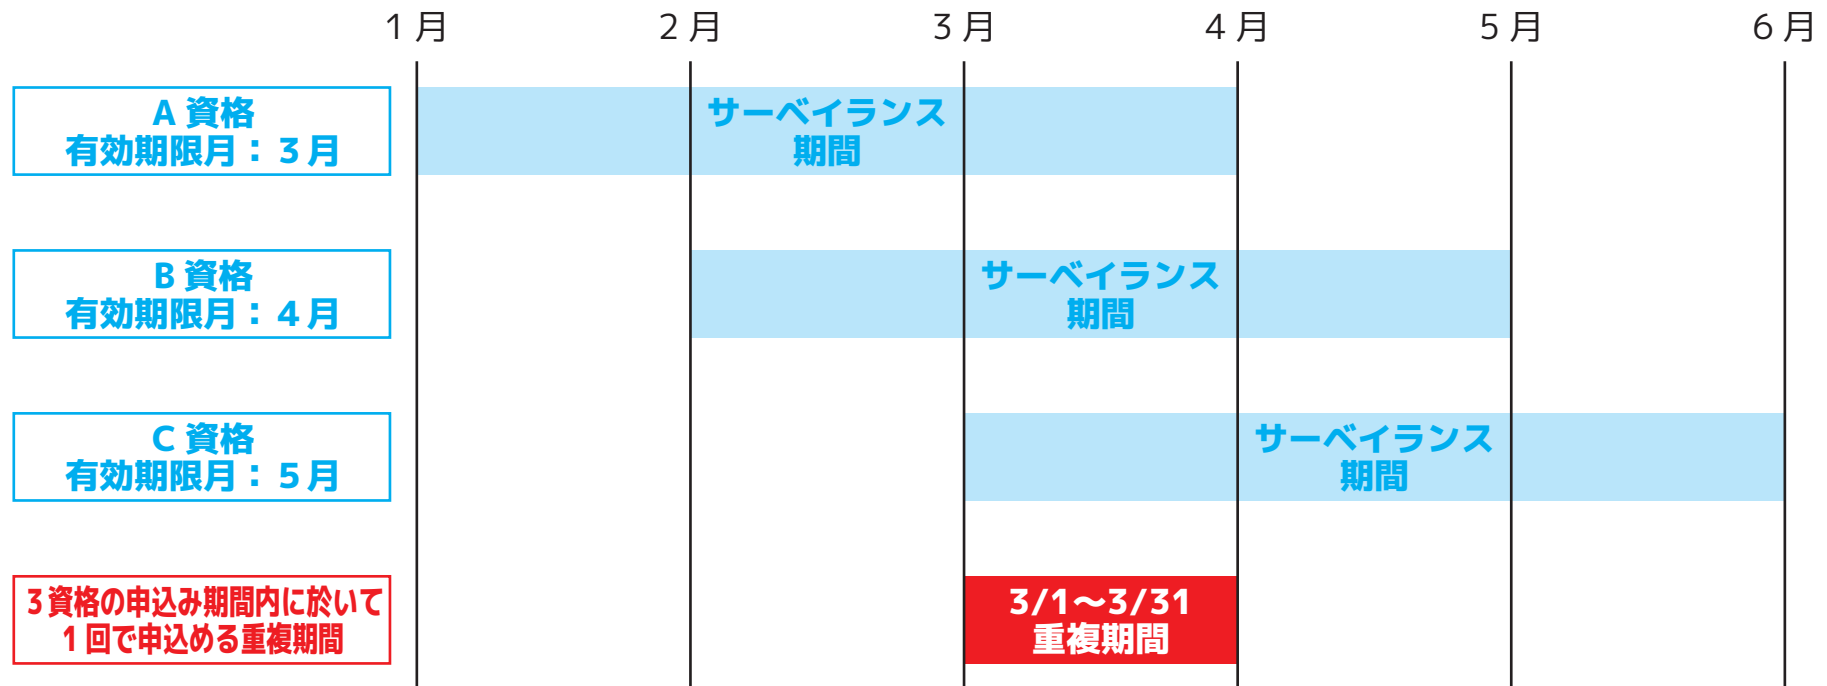 1月 2月 3月 4月 5月 6月
A 資格
有効期限月：3月
サーベイランス
期間
B 資格
有効期限月：4月
サーベイランス
期間
C 資格
有効期限月：5月
サーベイランス
期間
3資格の申込み期間内に於いて
1回で申込める重複期間
3/1〜3/31
重複期間